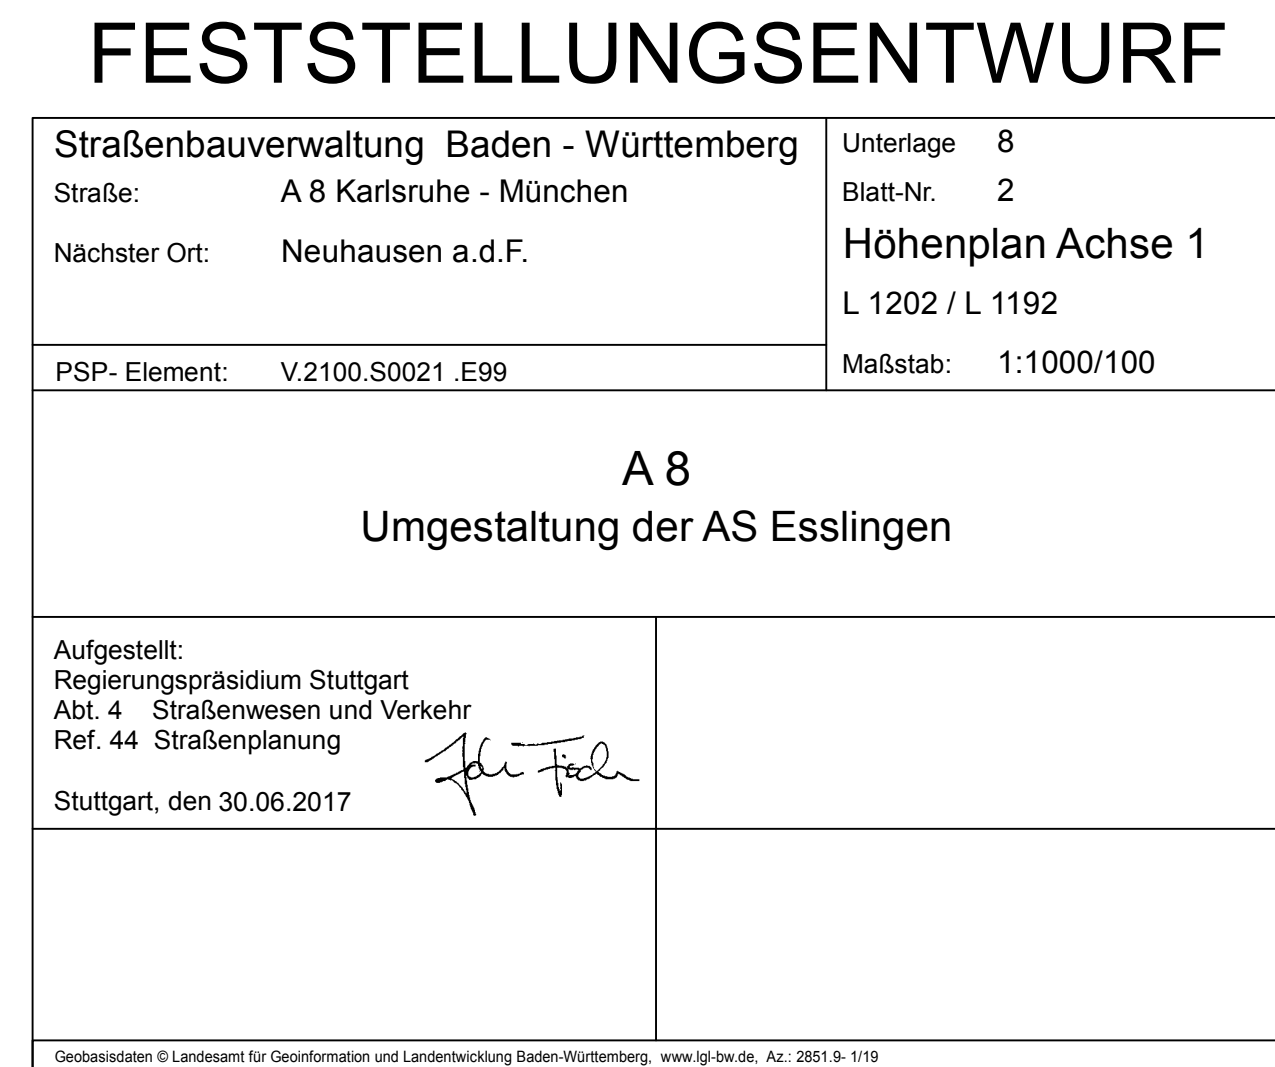 FESTSTELLUNGSENTWURF
Straßenbauverwaltung Baden - Württemberg
Straße: A 8 Karlsruhe - München
Nächster Ort: Neuhausen a.d.F.
PSP- Element: V.2100.S0021 .E99
Unterlage 8
Blatt-Nr. 2
Höhenplan Achse 1
L 1202 / L 1192
Maßstab: 1:1000/100
A 8
Umgestaltung der AS Esslingen
Aufgestellt:
Regierungspräsidium Stuttgart
Abt. 4 Straßenwesen und Verkehr
Ref. 44 Straßenplanung
Stuttgart, den 30.06.2017
Geobasisdaten © Landesamt für Geoinformation und Landentwicklung Baden-Württemberg, www.lgl-bw.de, Az.: 2851.9- 1/19